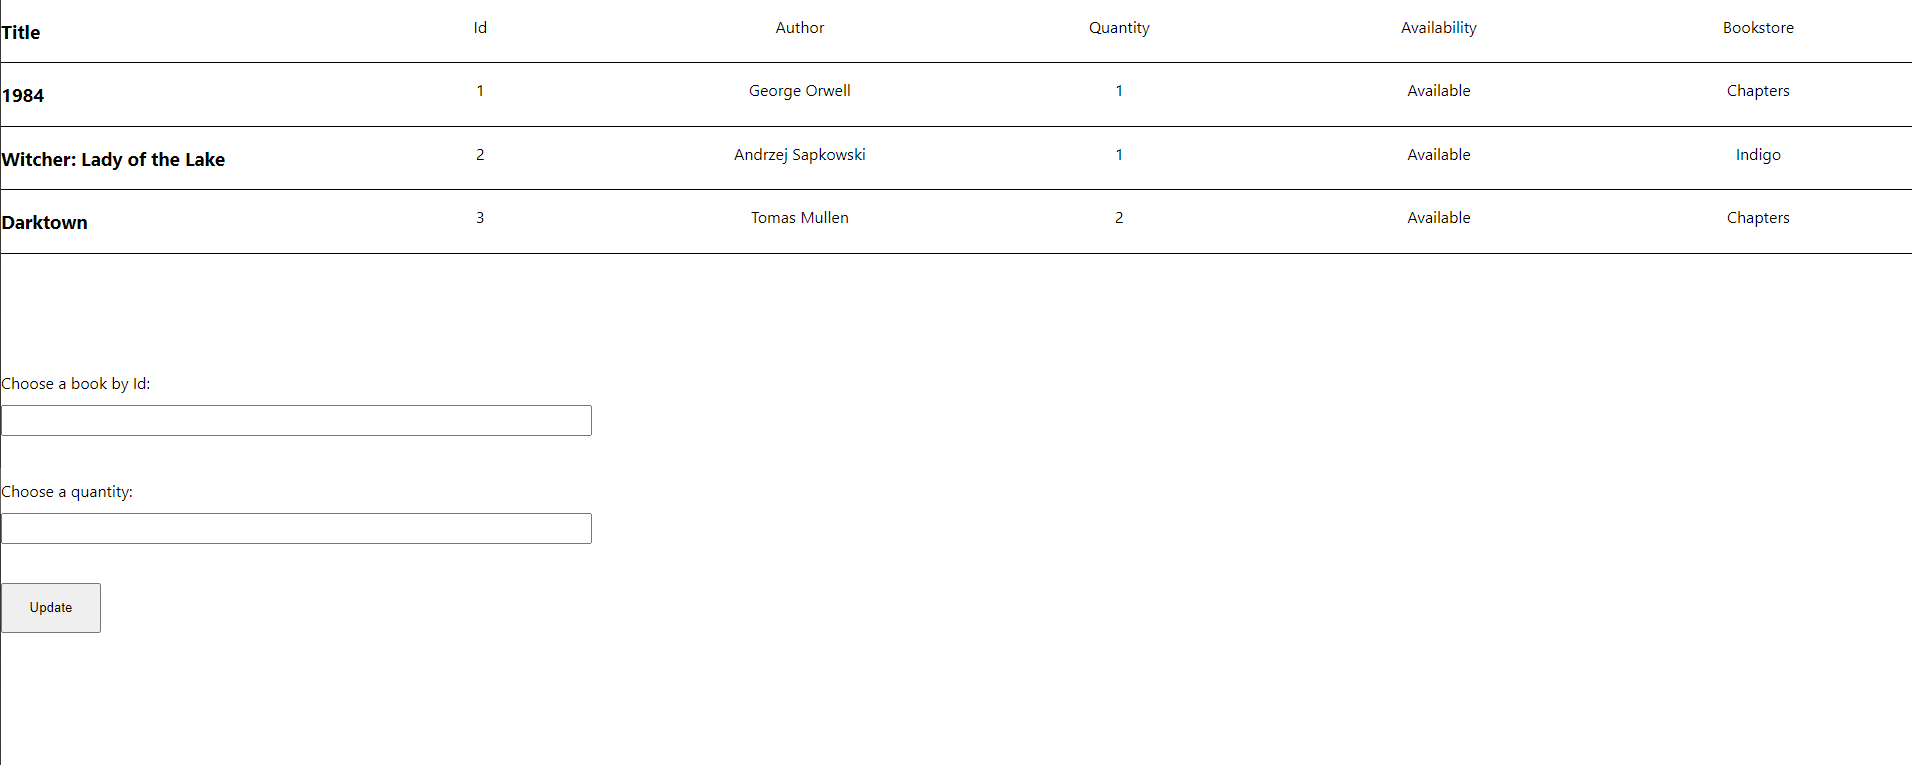 Title Id Author Quantity Availability Bookstore
1984 1 George Orwell 1 Available Chapters
Witcher: Lady of the Lake 2 Andrzej Sapkowski 1 Available Indigo
Darktown 3 Tomas Mullen 2 Available Chapters
Choose a book by Id:
Choose a quantity:
Update